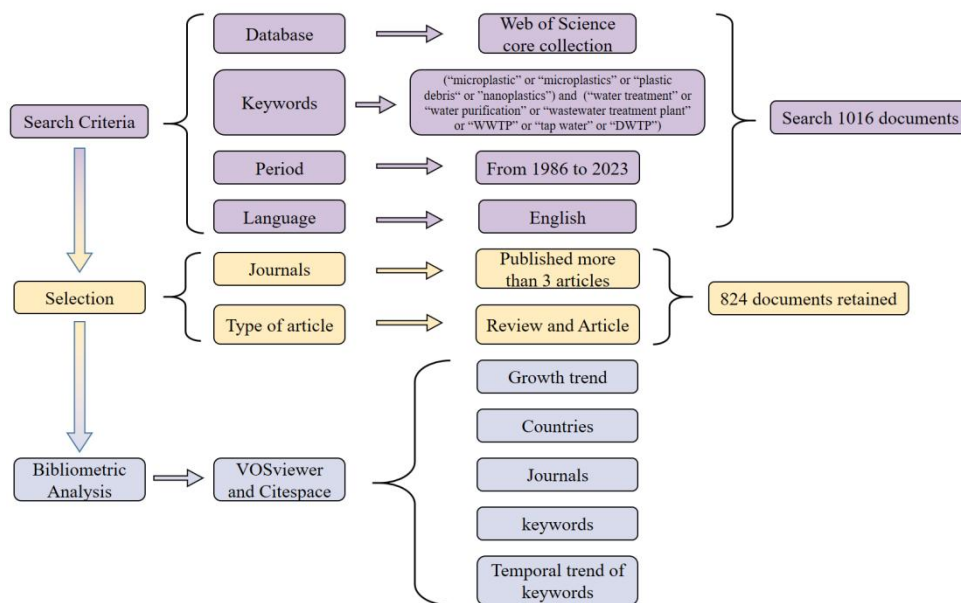 Database
Web of Science
core collection
Keywords
(“microplastic” or “microplastics” or “plastic
debris“ or ”nanoplastics”) and (“water treatment” or
“water purification” or “wastewater treatment plant”
or “WWTP” or “tap water” or “DWTP”)
Search Criteria
Search 1016 documents
Period
From 1986 to 2023
Language
English
Journals
Published more
than 3 articles
Selection
824 documents retained
Type of article
Review and Article
Growth trend
Countries
Bibliometric
Analysis
VOSviewer
and Citespace
Journals
keywords
Temporal trend of
keywords